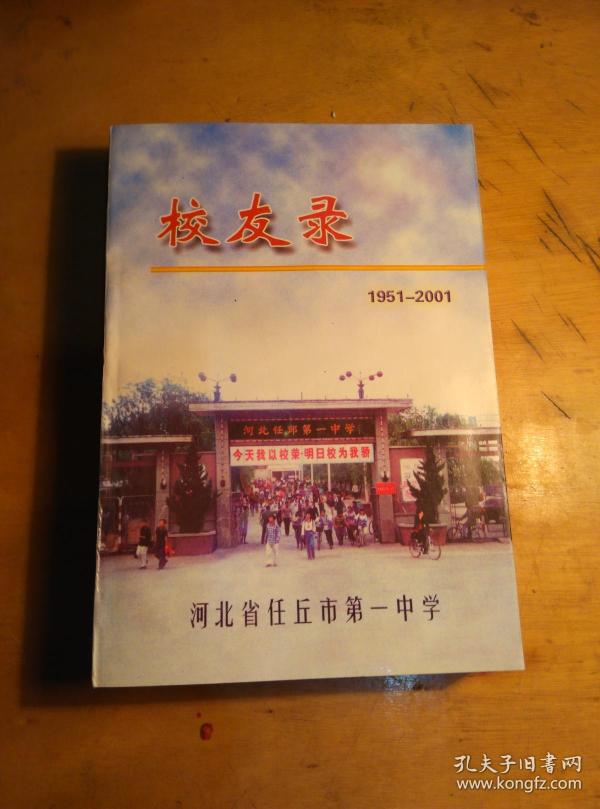 校友录
1951-2001
河北任邱第一中学
今天我以校荣·明日校为我骄
河北省任丘市第一中学
孔夫子旧書网
www.kongfz.com